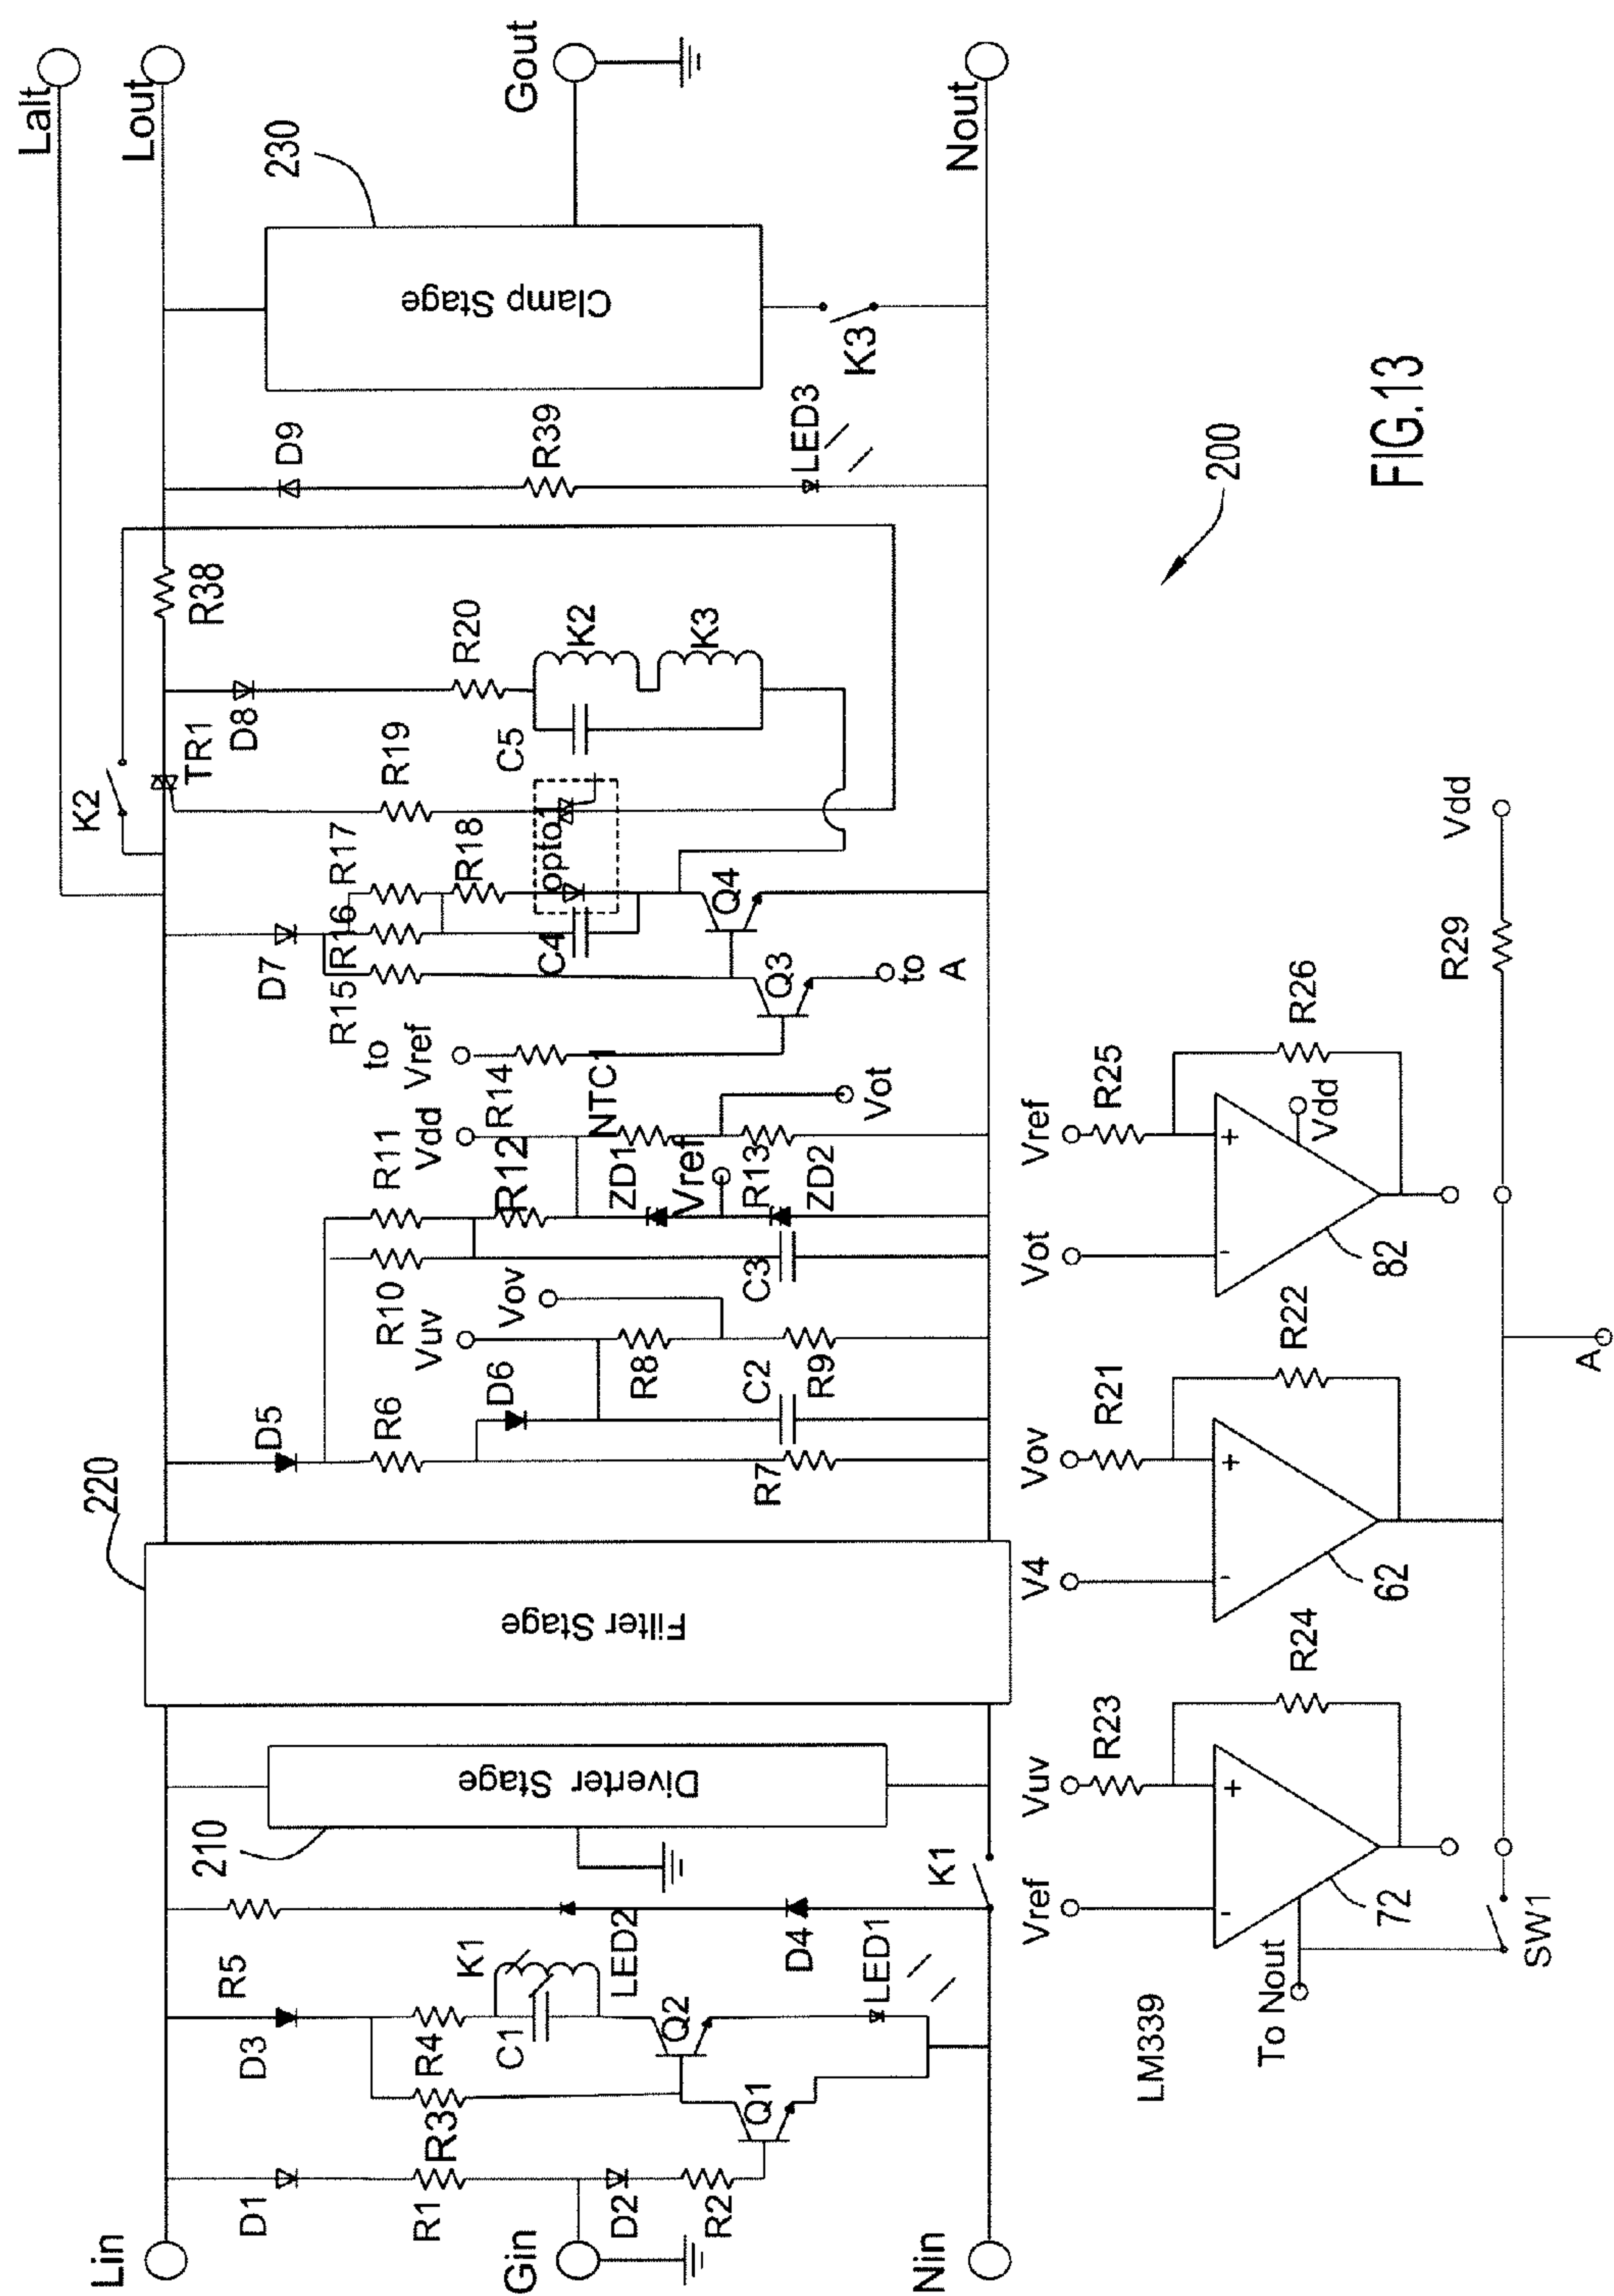 Lin
Gin
Nin
D1
R1
D2
R2
D3
R5
R3
R4
C1
K1
LED2
Q1
Q2
D4
LED1
K1
210
Diverter Stage
220
Filter Stage
D5
R6
D6
R7
C2
R8
R9
Vuv
Vov
R10
R11
R12
C3
Vdd
ZD1
Vref
R13
ZD2
NTC1
Vot
R14
to
Vref
D7
R15
R16
R17
R18
C4
opto1
Q3
Q4
to
A
K2
TR1
R19
D8
R20
C5
K2
K3
R38
D9
R39
LED3
230
Clamp Stage
K3
Lalt
Lout
Gout
Nout
LM339
To Nout
Vref
Vuv
R23
R24
+
-
72
SW1
V4
Vov
R21
R22
+
-
62
A
Vot
Vref
R25
R26
+
-
Vdd
82
R29
Vdd
200
FIG.13